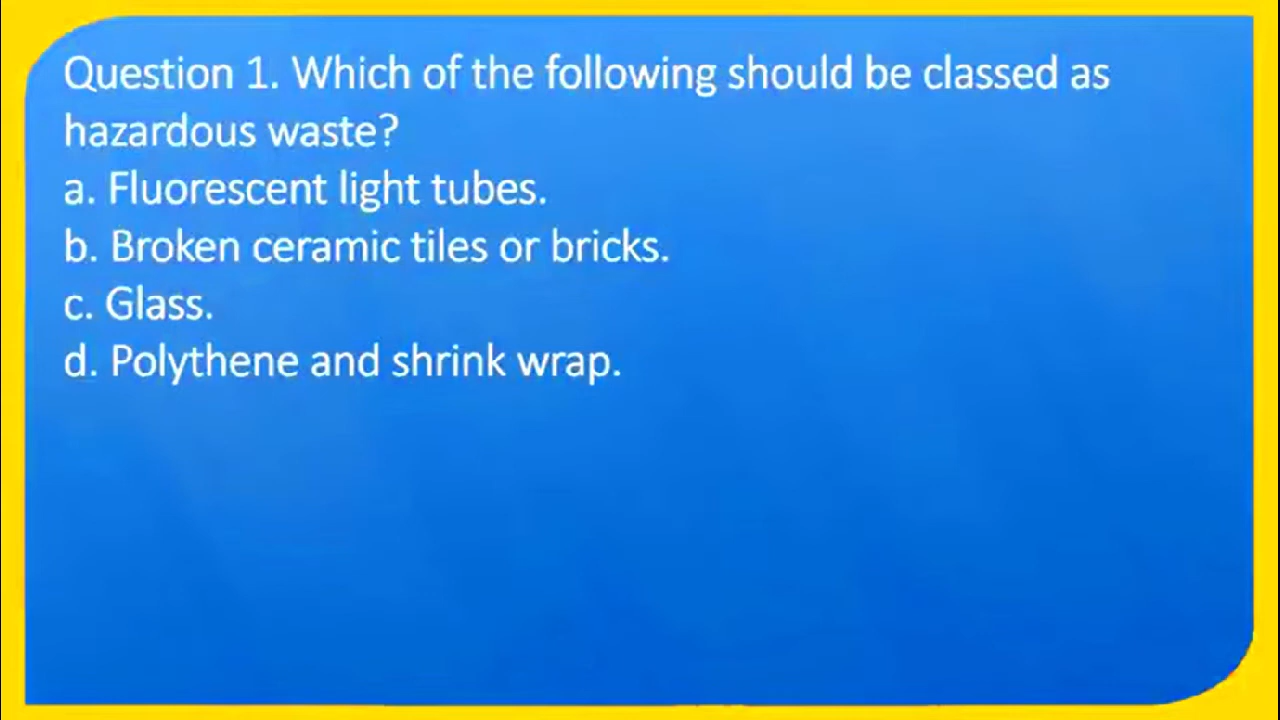 Question 1. Which of the following should be classed as
hazardous waste?
a. Fluorescent light tubes.
b. Broken ceramic tiles or bricks.
c. Glass.
d. Polythene and shrink wrap.